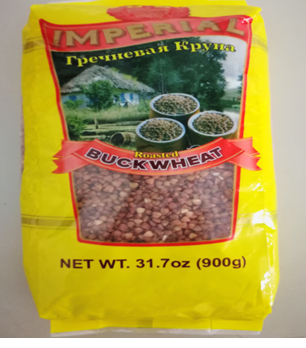 IMPERIAL
Гречневая Крупа
Roasted
BUCKWHEAT
NET WT. 31.7oz (900g)